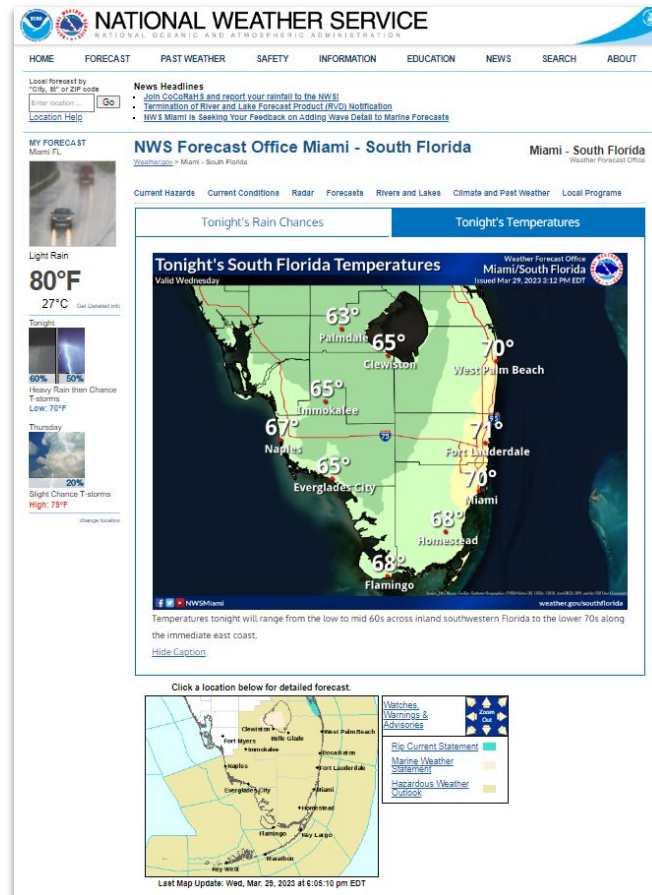 NATIONAL WEATHER SERVICE
NATIONAL OCEANIC AND ATMOSPHERIC ADMINISTRATION
HOME FORECAST PAST WEATHER SAFETY INFORMATION EDUCATION NEWS SEARCH ABOUT
Local forecast by
"City, St" or ZIP code
Enter location ... Go
Location Help
News Headlines
Join CoCoRaHS and report your rainfall to the NWS!
Termination of River and Lake Forecast Product (RVD) Notification
NWS Miami is Seeking Your Feedback on Adding Wave Detail to Marine Forecasts
MY FORECAST
Miami FL
Light Rain
80°F
27°C Get Detailed Info
Tonight
60% 50%
Heavy Rain then Chance
T-storms
Low: 70°F
Thursday
20%
Slight Chance T-storms
High: 79°F
change location
NWS Forecast Office Miami - South Florida
Weather.gov > Miami - South Florida
Miami - South Florida
Weather Forecast Office
Current Hazards Current Conditions Radar Forecasts Rivers and Lakes Climate and Past Weather Local Programs
Tonight's Rain Chances Tonight's Temperatures
Tonight's South Florida Temperatures
Valid Wednesday
Weather Forecast Office
Miami/South Florida
Issued Mar 29, 2023 3:12 PM EDT
63°
Palmdale
65°
Clewiston
70°
West Palm Beach
65°
Immokalee
95
67°
Naples
75
71°
Fort Lauderdale
65°
Everglades City
70°
Miami
68°
Homestead
68°
Flamingo
NWSMiami
weather.gov/southflorida
Temperatures tonight will range from the low to mid 60s across inland southwestern Florida to the lower 70s along
the immediate east coast.
Hide Caption
Click a location below for detailed forecast.
Clewiston
West Palm Beach
Fort Myers
Belle Glade
Immokalee
Boca Raton
Naples
Fort Lauderdale
Everglades City
Miami
Homestead
Flamingo
Key Largo
Marathon
Key West
Last Map Update: Wed, Mar. 29, 2023 at 6:05:10 pm EDT
Watches,
Warnings &
Advisories
Zoom
Out
Rip Current Statement
Marine Weather
Statement
Hazardous Weather
Outlook